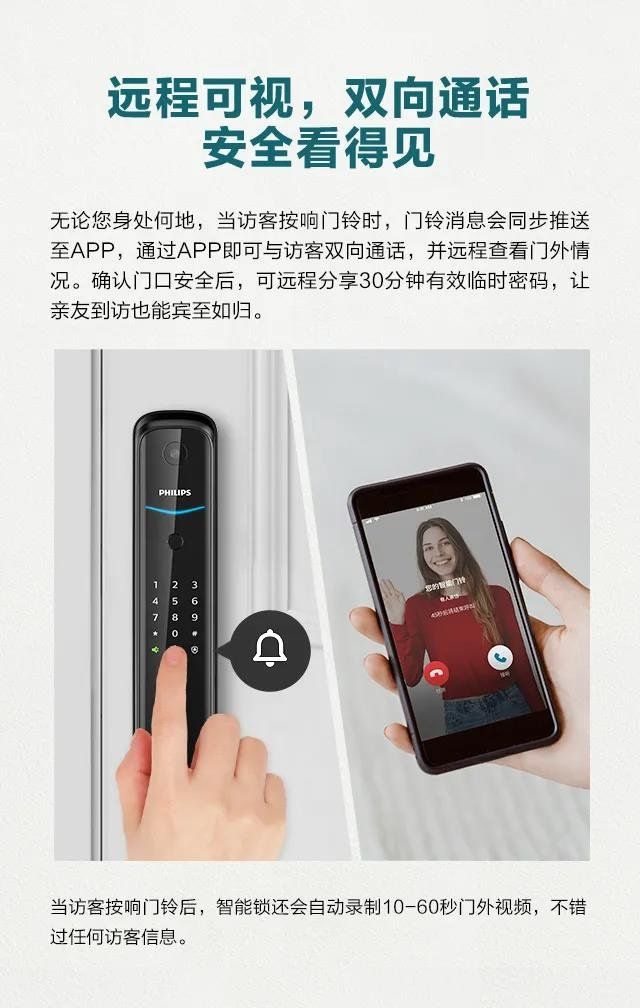 远程可视，双向通话
安全看得见
无论您身处何地，当访客按响门铃时，门铃消息会同步推送
至APP，通过APP即可与访客双向通话，并远程查看门外情
况。确认门口安全后，可远程分享30分钟有效临时密码，让
亲友到访也能宾至如归。
PHILIPS
1 2 3
4 5 6
7 8 9
* 0 #
您的智能门铃
有人来访
45秒后将结束呼叫
接听
当访客按响门铃后，智能锁还会自动录制10-60秒门外视频，不错
过任何访客信息。